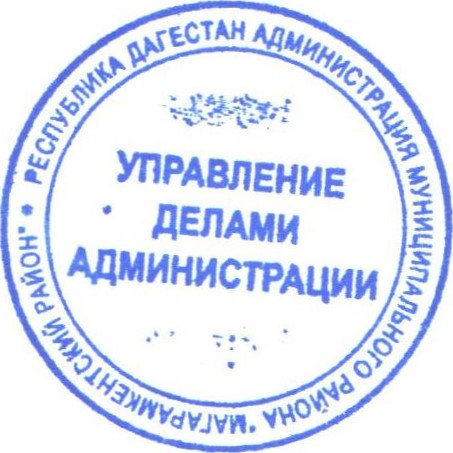 * РЕСПУБЛИКА ДАГЕСТАН АДМИНИСТРАЦИЯ МУНИЦИПАЛЬНОГО РАЙОНА "МАГАРАМКЕНТСКИЙ РАЙОН"
УПРАВЛЕНИЕ
ДЕЛАМИ
АДМИНИСТРАЦИИ